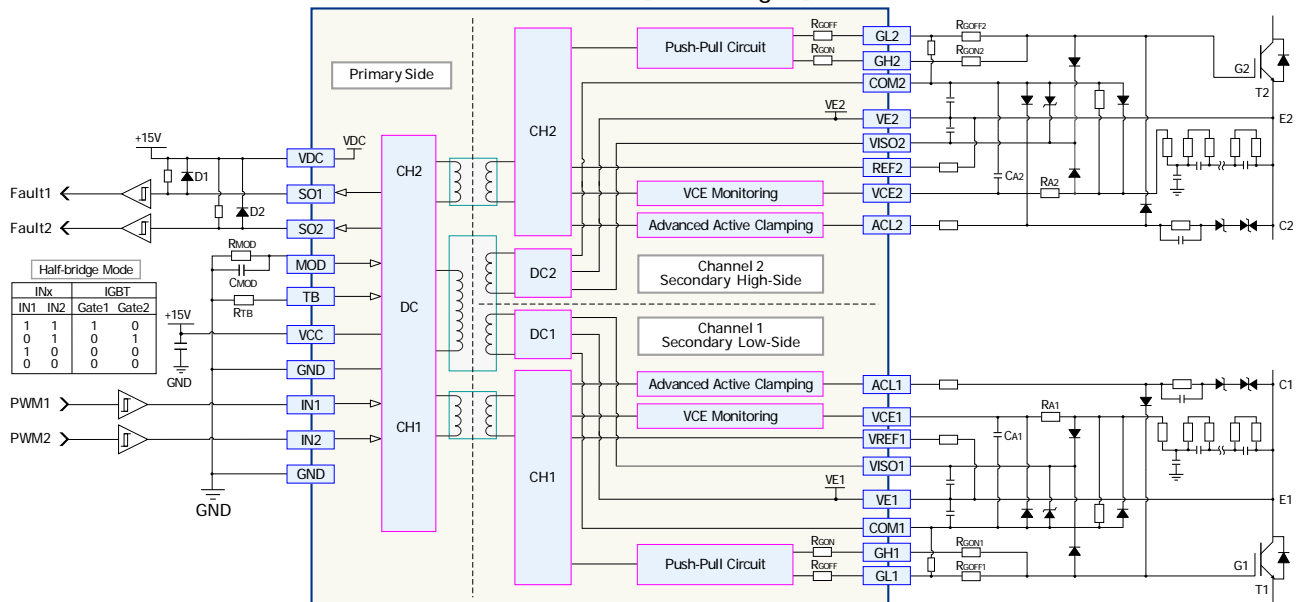 RGOFF
GL2
RGOFF2
Push-Pull Circuit
RGON
GH2
RGON2
G2
T2
Primary Side
COM2
CH2
VE2
VE2
E2
+15V
VDC
VDC
VISO2
CH2
REF2
Fault1
D1
SO1
VCE Monitoring
VCE2
RA2
CA2
Fault2
D2
SO2
Advanced Active Clamping
ACL2
C2
RMOD
MOD
CMOD
DC2
Channel 2
Secondary High-Side
Half-bridge Mode
INx IGBT
IN1 IN2 Gate1 Gate2
1 1 1 0
0 1 0 1
1 0 0 0
0 0 0 0
TB
RTB
DC
+15V
VCC
GND
DC1
Channel 1
Secondary Low-Side
GND
Advanced Active Clamping
ACL1
C1
PWM1
IN1
VCE Monitoring
VCE1
RA1
CA1
PWM2
IN2
CH1
VREF1
GND
GND
CH1
VISO1
VE1
VE1
E1
COM1
RGON
GH1
RGON1
Push-Pull Circuit
RGOFF
GL1
RGOFF1
G1
T1